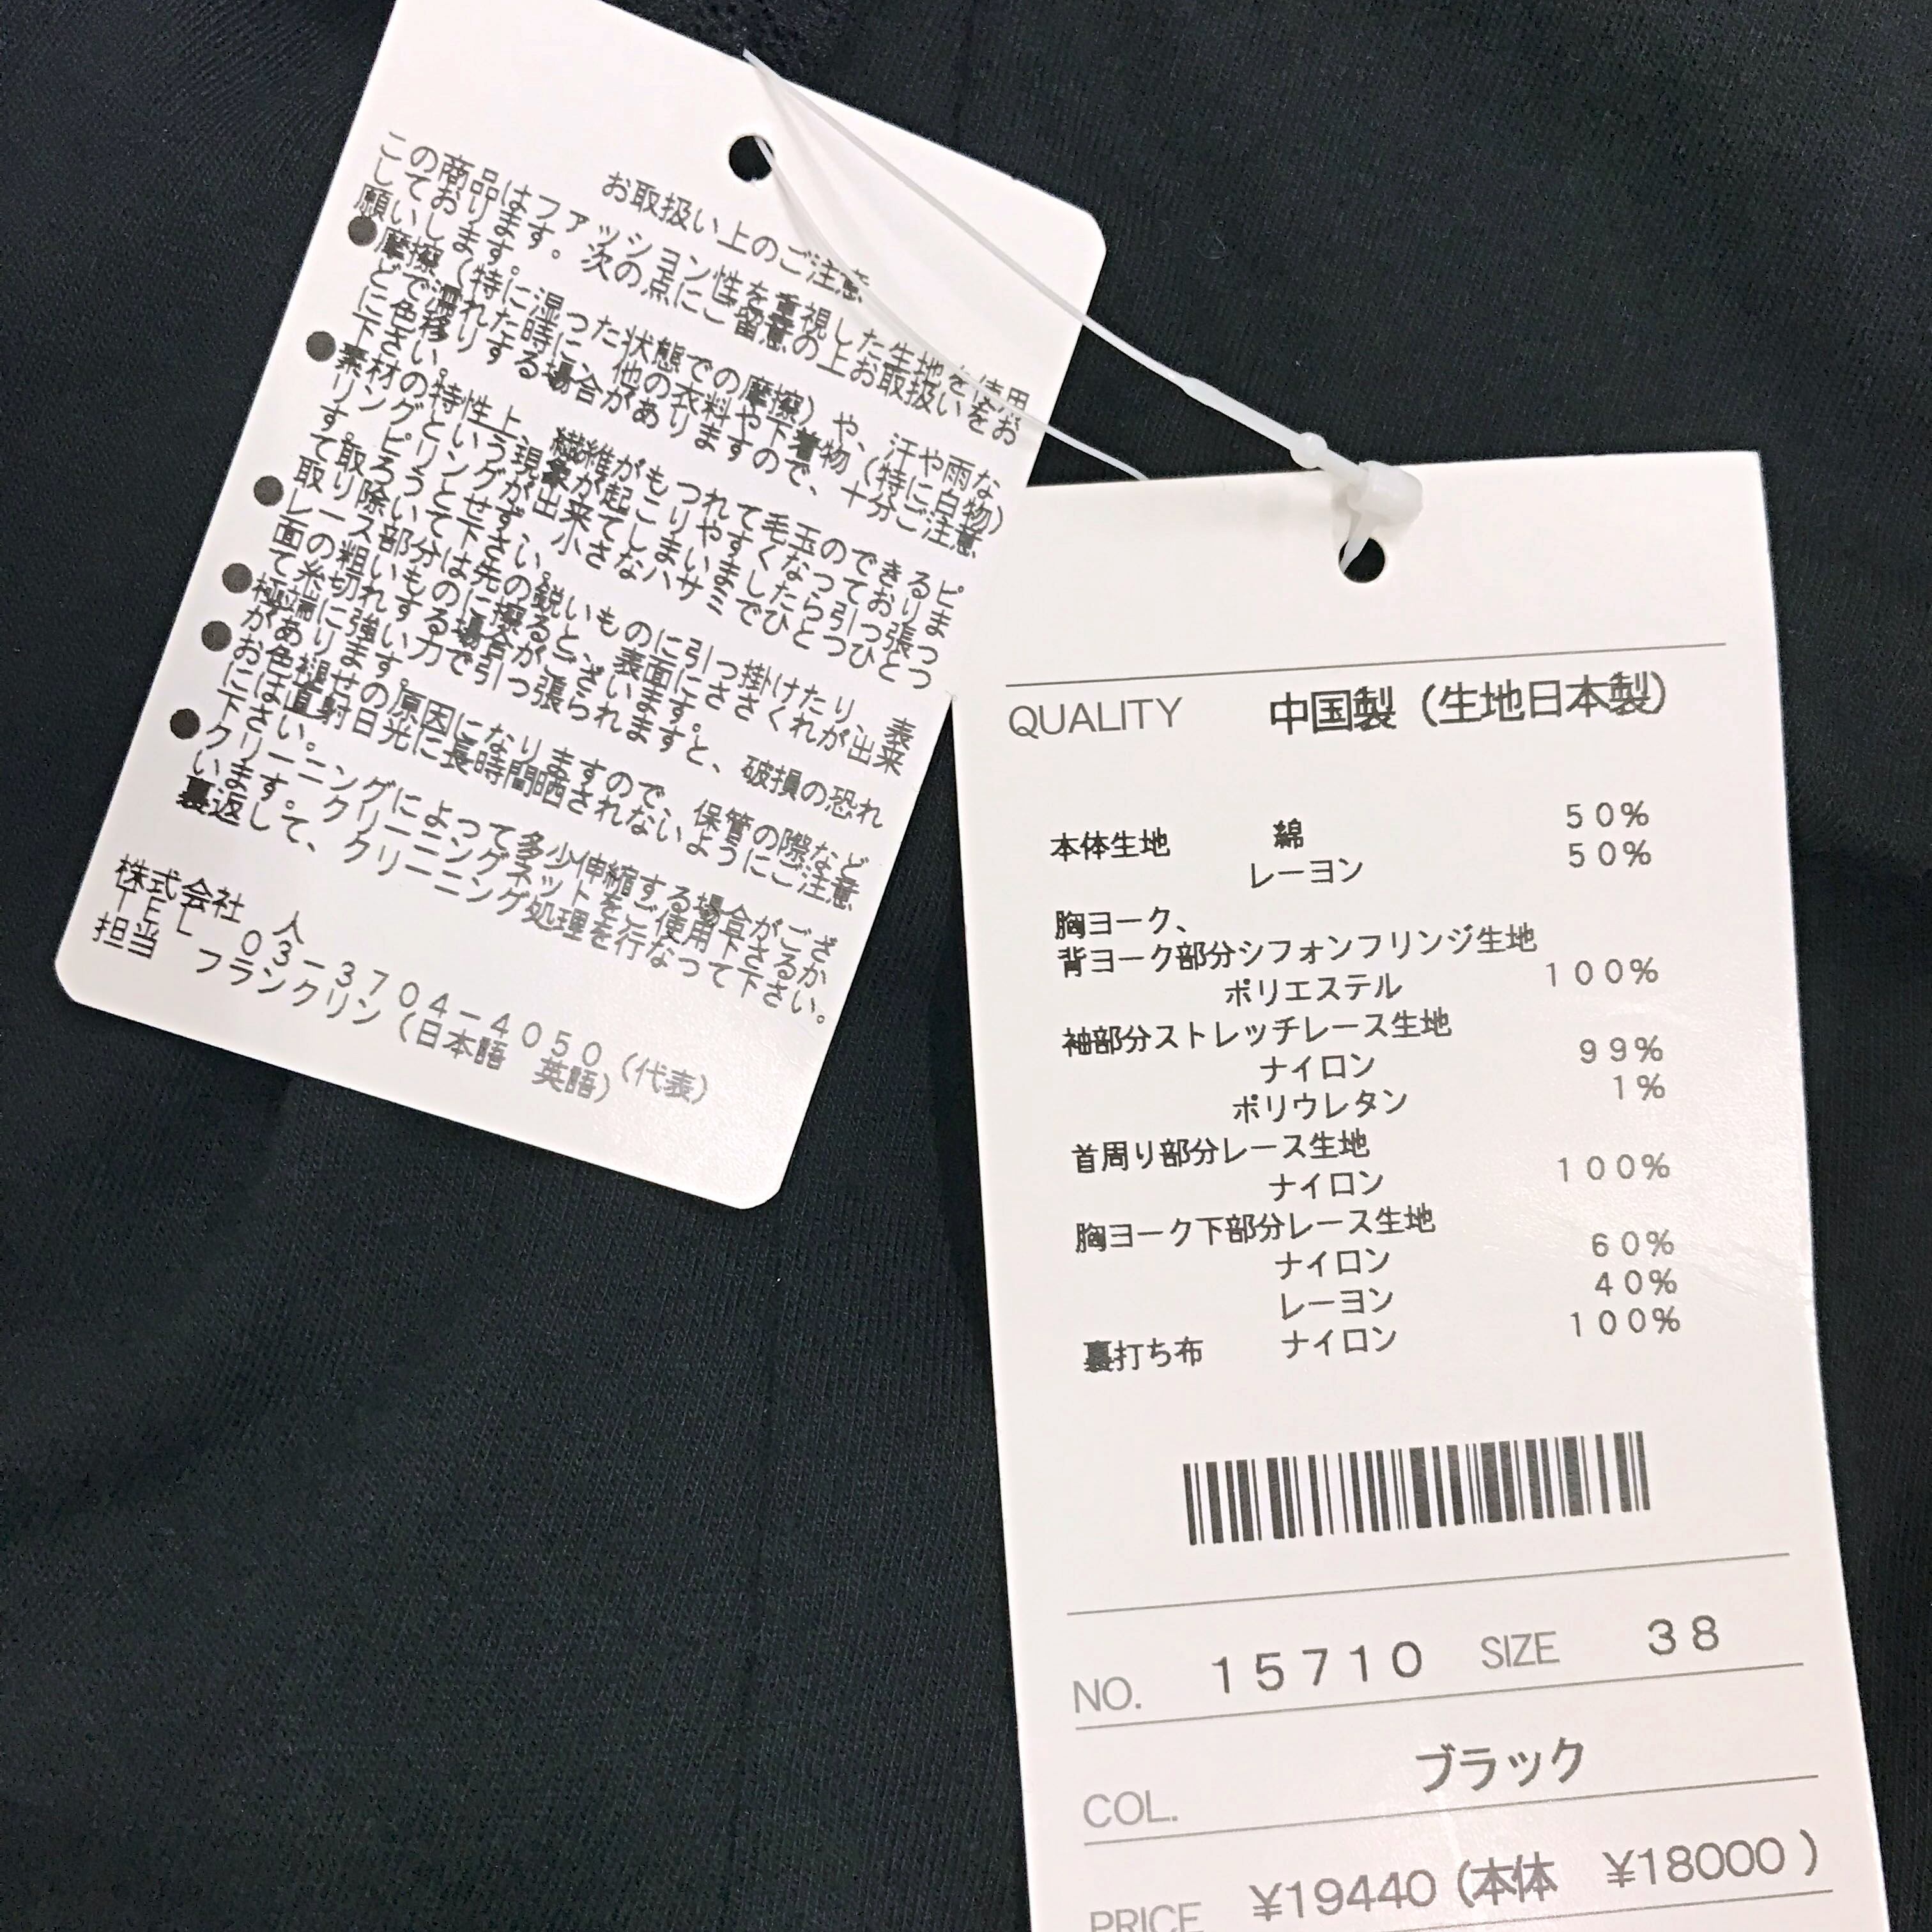 お取扱い上のご注意
この商品はファッション性を重視した生地を使用
しております。次の点にご留意の上お取扱いをお
願いします。
●摩擦(特に湿った状態での摩擦)や、汗や雨な
どで濡れた時に、他の衣料や下着物(特に白物)
に色移りする場合がありますので、十分ご注意
下さい。
●素材の特性上、繊維がもつれて毛玉のできるピ
リングという現象が起こりやすくなっておりま
す。ピリングが出来てしまいましたら引っ張っ
て取ろうとせず、小さなハサミでひとつひとつ
取り除いて下さい。
●レース部分は先の鋭いものに引っ掛けたり、表
面の粗いものに擦ると、表面にささくれが出来
て糸切れする場合がございます。
●極端に強い力で引っ張られますと、破損の恐れ
があります。
●お色褪せの原因になりますので、保管の際など
には直射日光に長時間晒されないようにご注意
下さい。
●クリーニングによって多少伸縮する場合がござ
います。クリーニングネットをご使用下さるか
裏返して、クリーニング処理を行なって下さい。
株式会社 人
TEL 03-3704-4050(代表)
担当 フランクリン(日本語 英語)
QUALITY 中国製(生地日本製)
本体生地 綿 50%
レーヨン 50%
胸ヨーク、
背ヨーク部分シフォンフリンジ生地
ポリエステル 100%
袖部分ストレッチレース生地
ナイロン 99%
ポリウレタン 1%
首周り部分レース生地
ナイロン 100%
胸ヨーク下部分レース生地
ナイロン 60%
レーヨン 40%
裏打ち布 ナイロン 100%
NO. 15710 SIZE 38
COL. ブラック
PRICE ¥19440(本体 ¥18000)